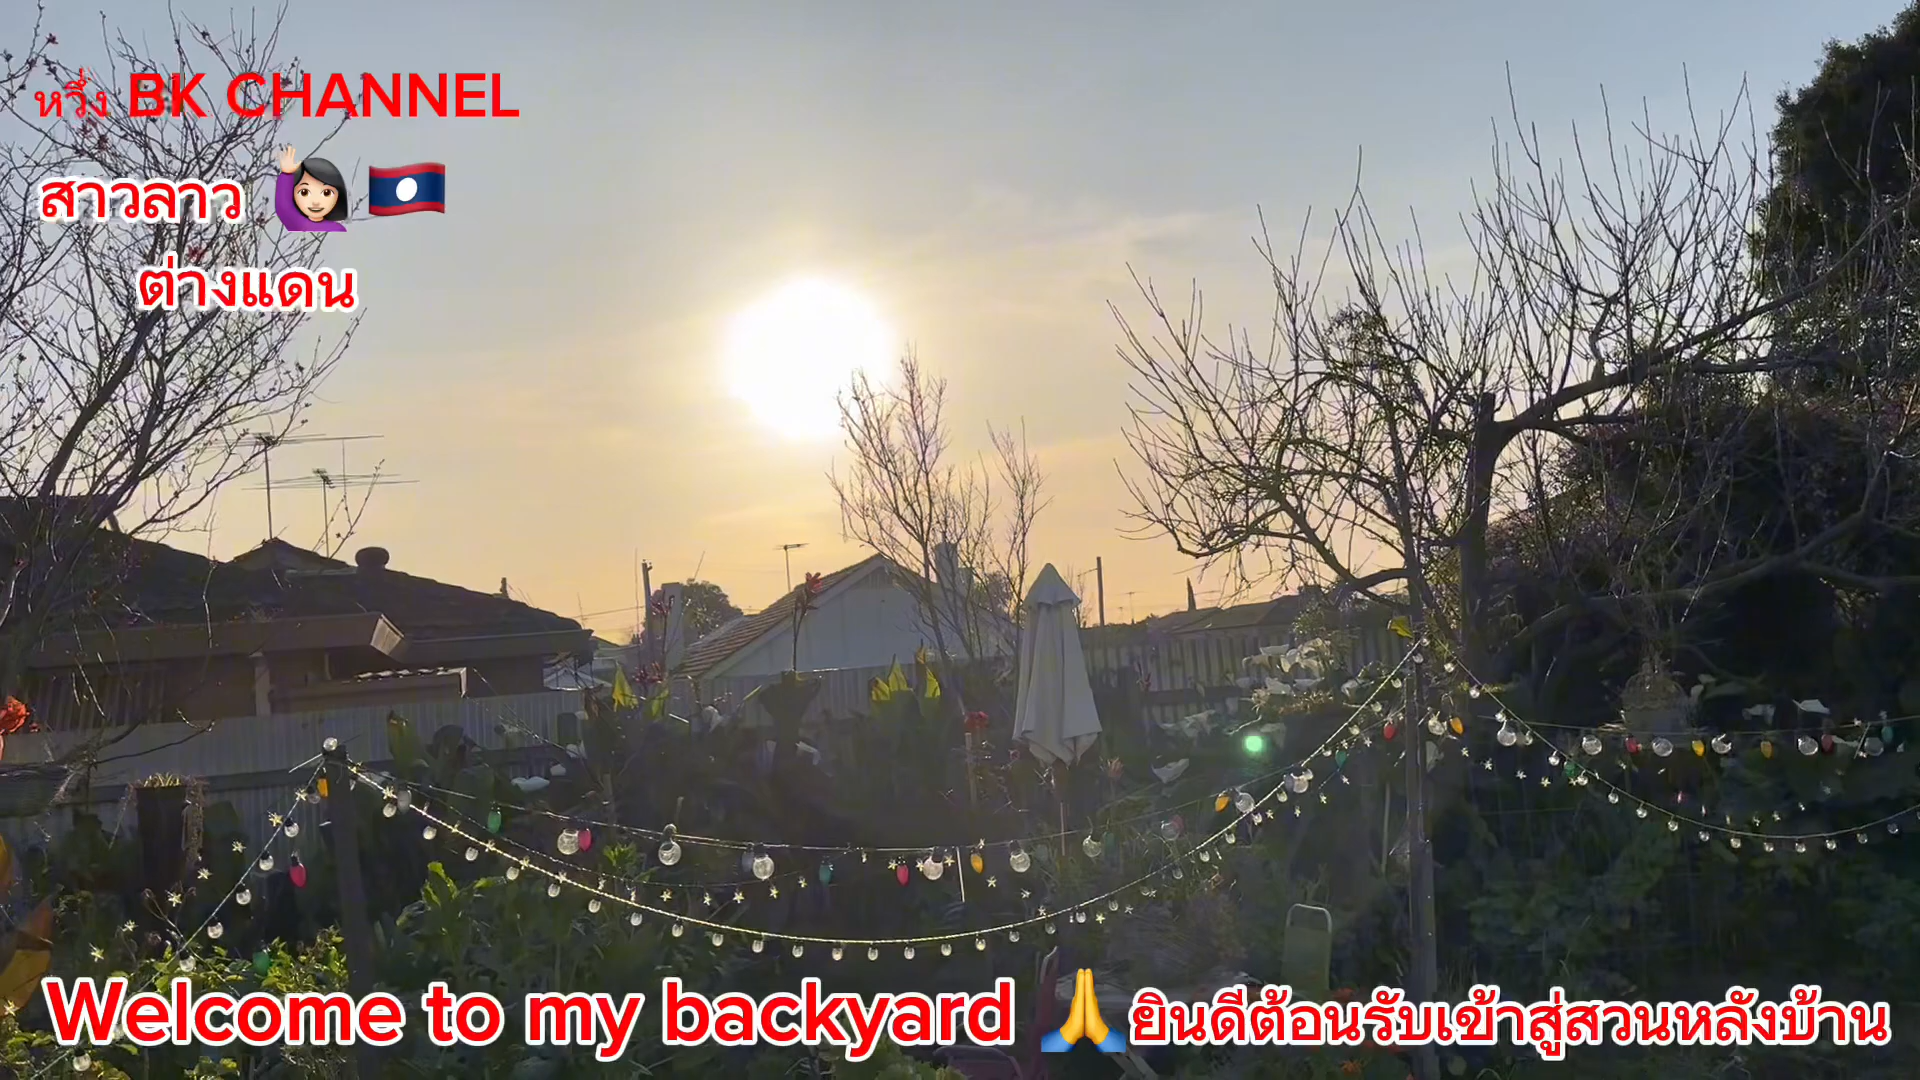 หวึ่ง BK CHANNEL
สาวลาว 🙋🏻‍♀️🇱🇦
ต่างแดน
Welcome to my backyard 🙏ยินดีต้อนรับเข้าสู่สวนหลังบ้าน